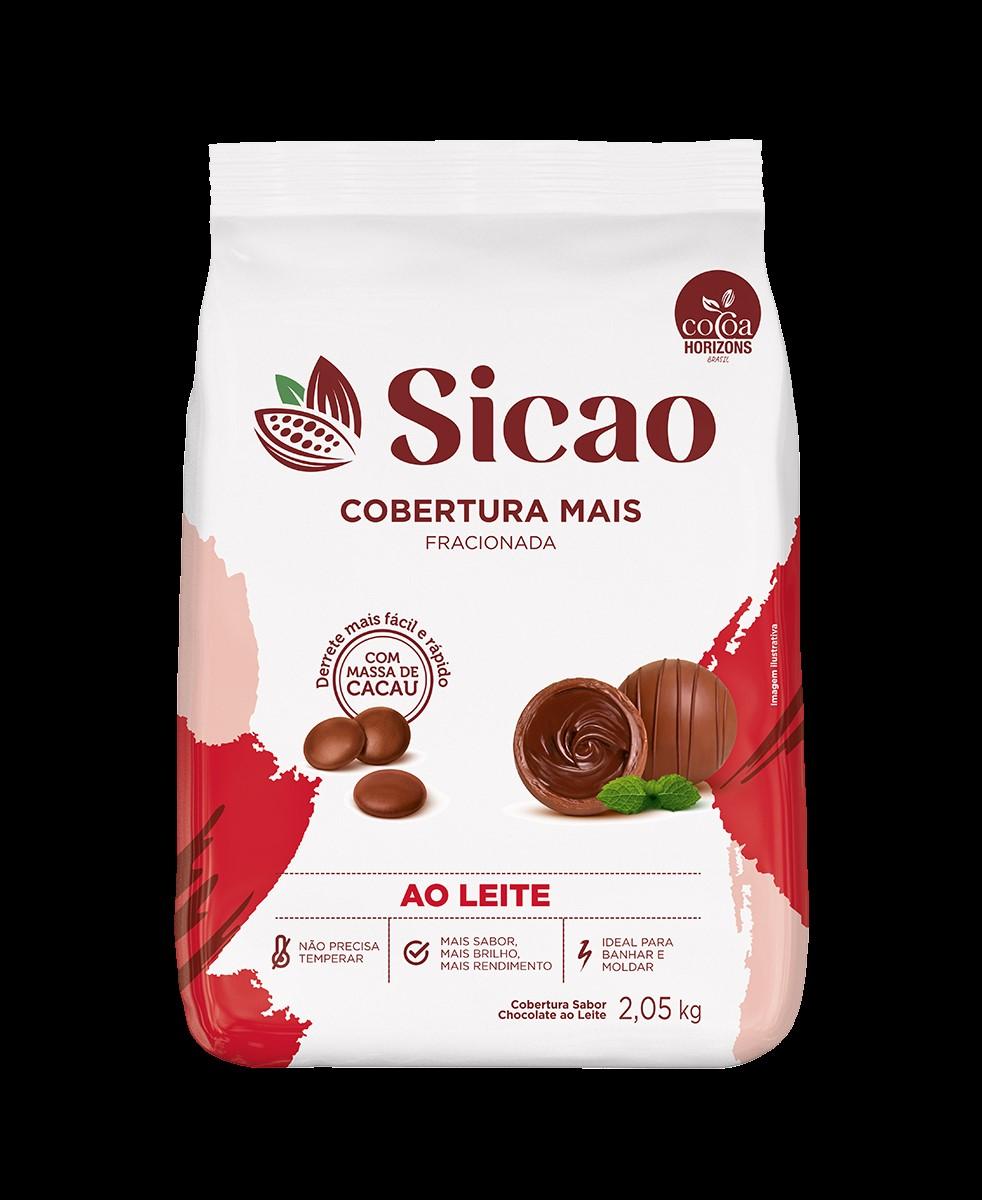 cocoa
HORIZONS
BRASIL
Sicao
COBERTURA MAIS
FRACIONADA
Derrete mais fácil e rápido
COM
MASSA DE
CACAU
Imagem ilustrativa
AO LEITE
NÃO PRECISA
TEMPERAR
MAIS SABOR,
MAIS BRILHO,
MAIS RENDIMENTO
IDEAL PARA
BANHAR E
MOLDAR
Cobertura Sabor
Chocolate ao Leite
2,05 kg